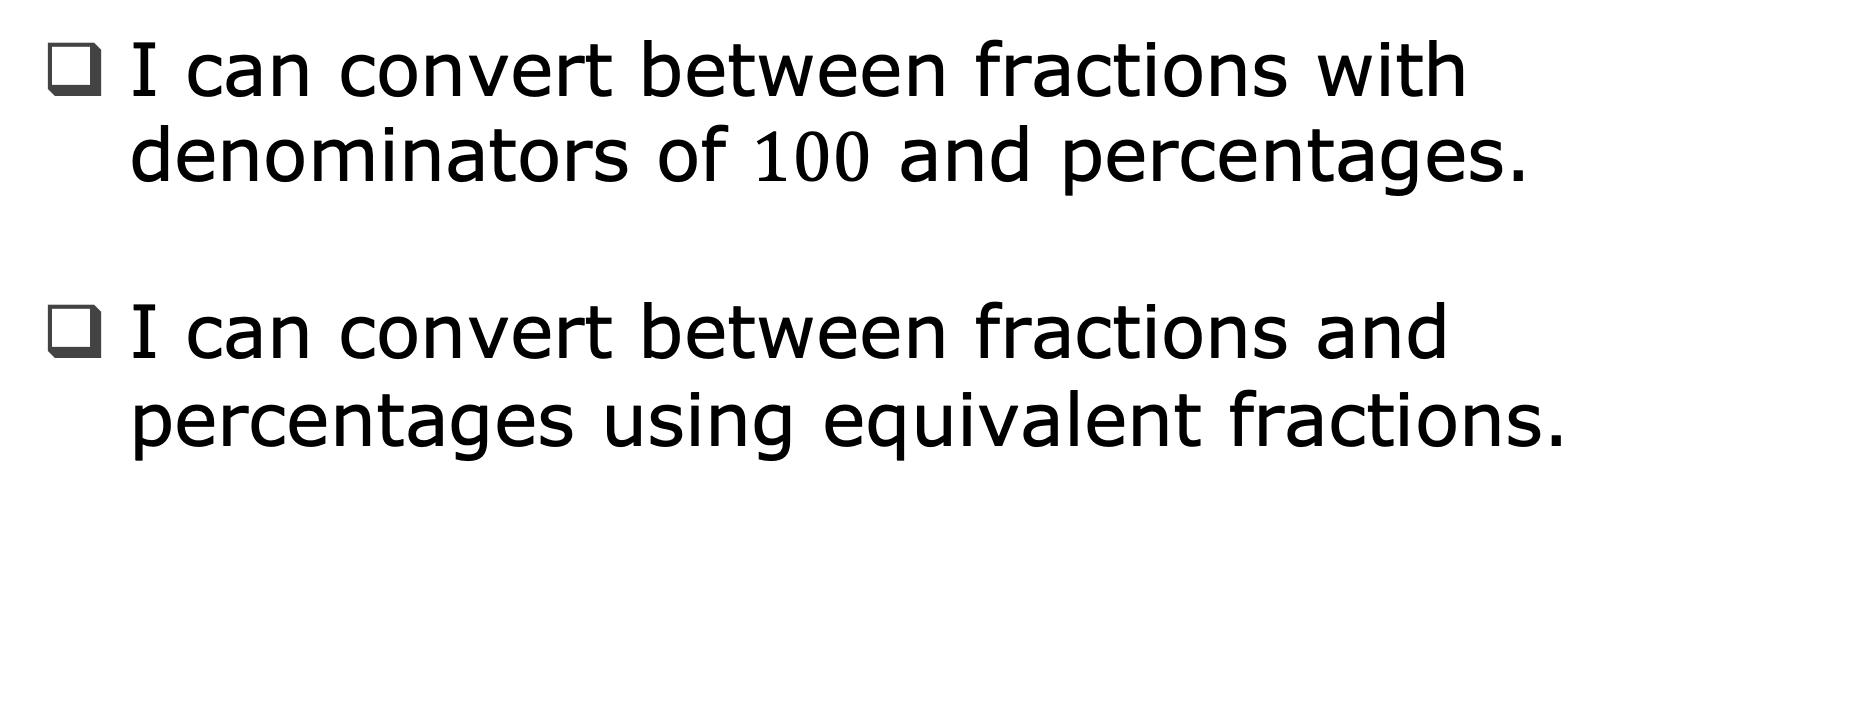 ❑ I can convert between fractions with
denominators of 100 and percentages.
❑ I can convert between fractions and
percentages using equivalent fractions.